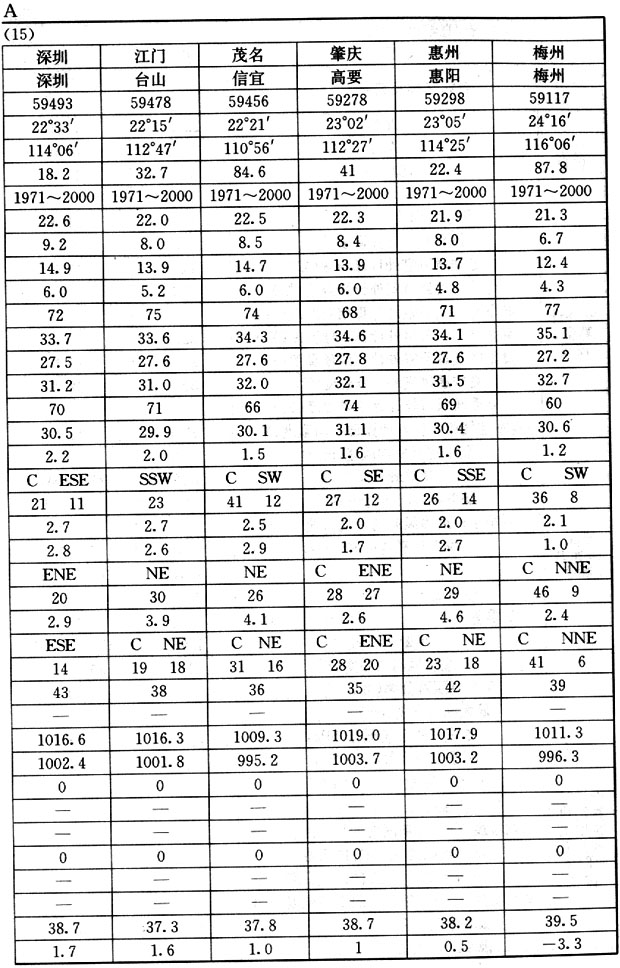 A
(15)
深圳 江门 茂名 肇庆 惠州 梅州
深圳 台山 信宜 高要 惠阳 梅州
59493 59478 59456 59278 59298 59117
22°33′ 22°15′ 22°21′ 23°02′ 23°05′ 24°16′
114°06′ 112°47′ 110°56′ 112°27′ 114°25′ 116°06′
18.2 32.7 84.6 41 22.4 87.8
1971～2000 1971～2000 1971～2000 1971～2000 1971～2000 1971～2000
22.6 22.0 22.5 22.3 21.9 21.3
9.2 8.0 8.5 8.4 8.0 6.7
14.9 13.9 14.7 13.9 13.7 12.4
6.0 5.2 6.0 6.0 4.8 4.3
72 75 74 68 71 77
33.7 33.6 34.3 34.6 34.1 35.1
27.5 27.6 27.6 27.8 27.6 27.2
31.2 31.0 32.0 32.1 31.5 32.7
70 71 66 74 69 60
30.5 29.9 30.1 31.1 30.4 30.6
2.2 2.0 1.5 1.6 1.6 1.2
C ESE SSW C SW C SE C SSE C SW
21 11 23 41 12 27 12 26 14 36 8
2.7 2.7 2.5 2.0 2.0 2.1
2.8 2.6 2.9 1.7 2.7 1.0
ENE NE NE C ENE NE C NNE
20 30 26 28 27 29 46 9
2.9 3.9 4.1 2.6 4.6 2.4
ESE C NE C NE C ENE C NE C NNE
14 19 18 31 16 28 20 23 18 41 6
43 38 36 35 42 39
— — — — — —
1016.6 1016.3 1009.3 1019.0 1017.9 1011.3
1002.4 1001.8 995.2 1003.7 1003.2 996.3
0 0 0 0 0 0
— — — — — —
— — — — — —
0 0 0 0 0 0
— — — — — —
— — — — — —
38.7 37.3 37.8 38.7 38.2 39.5
1.7 1.6 1.0 1 0.5 −3.3